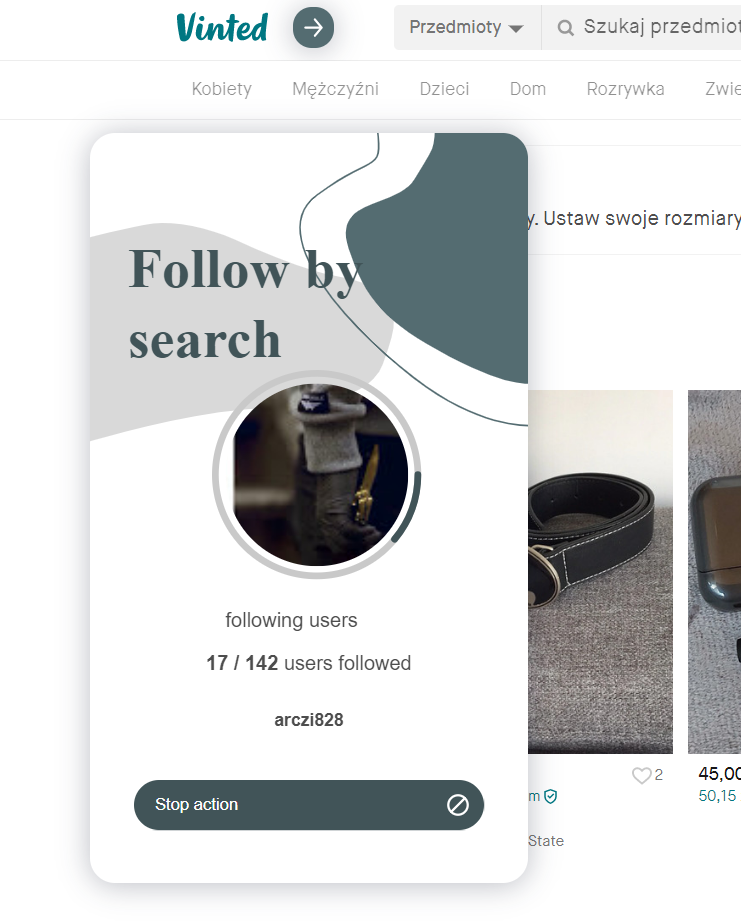 Vinted
Przedmioty
Szukaj przedmiot
Kobiety Mężczyźni Dzieci Dom Rozrywka Zwie
y. Ustaw swoje rozmiary
Follow by
search
following users
17 / 142 users followed
arczi828
Stop action
2
45,00
m
50,15
State